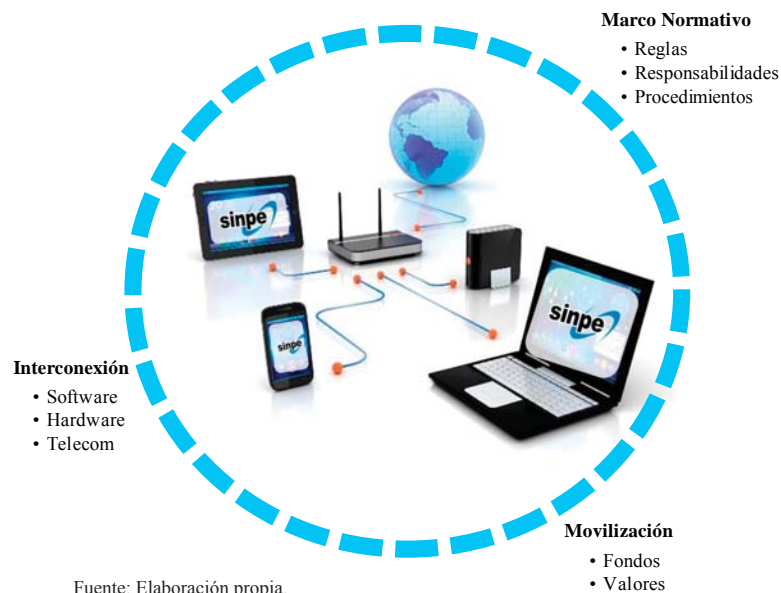 Marco Normativo
• Reglas
• Responsabilidades
• Procedimientos
sinpe
sinpe
sinpe
Interconexión
• Software
• Hardware
• Telecom
Movilización
• Fondos
• Valores
Fuente: Elaboración propia.